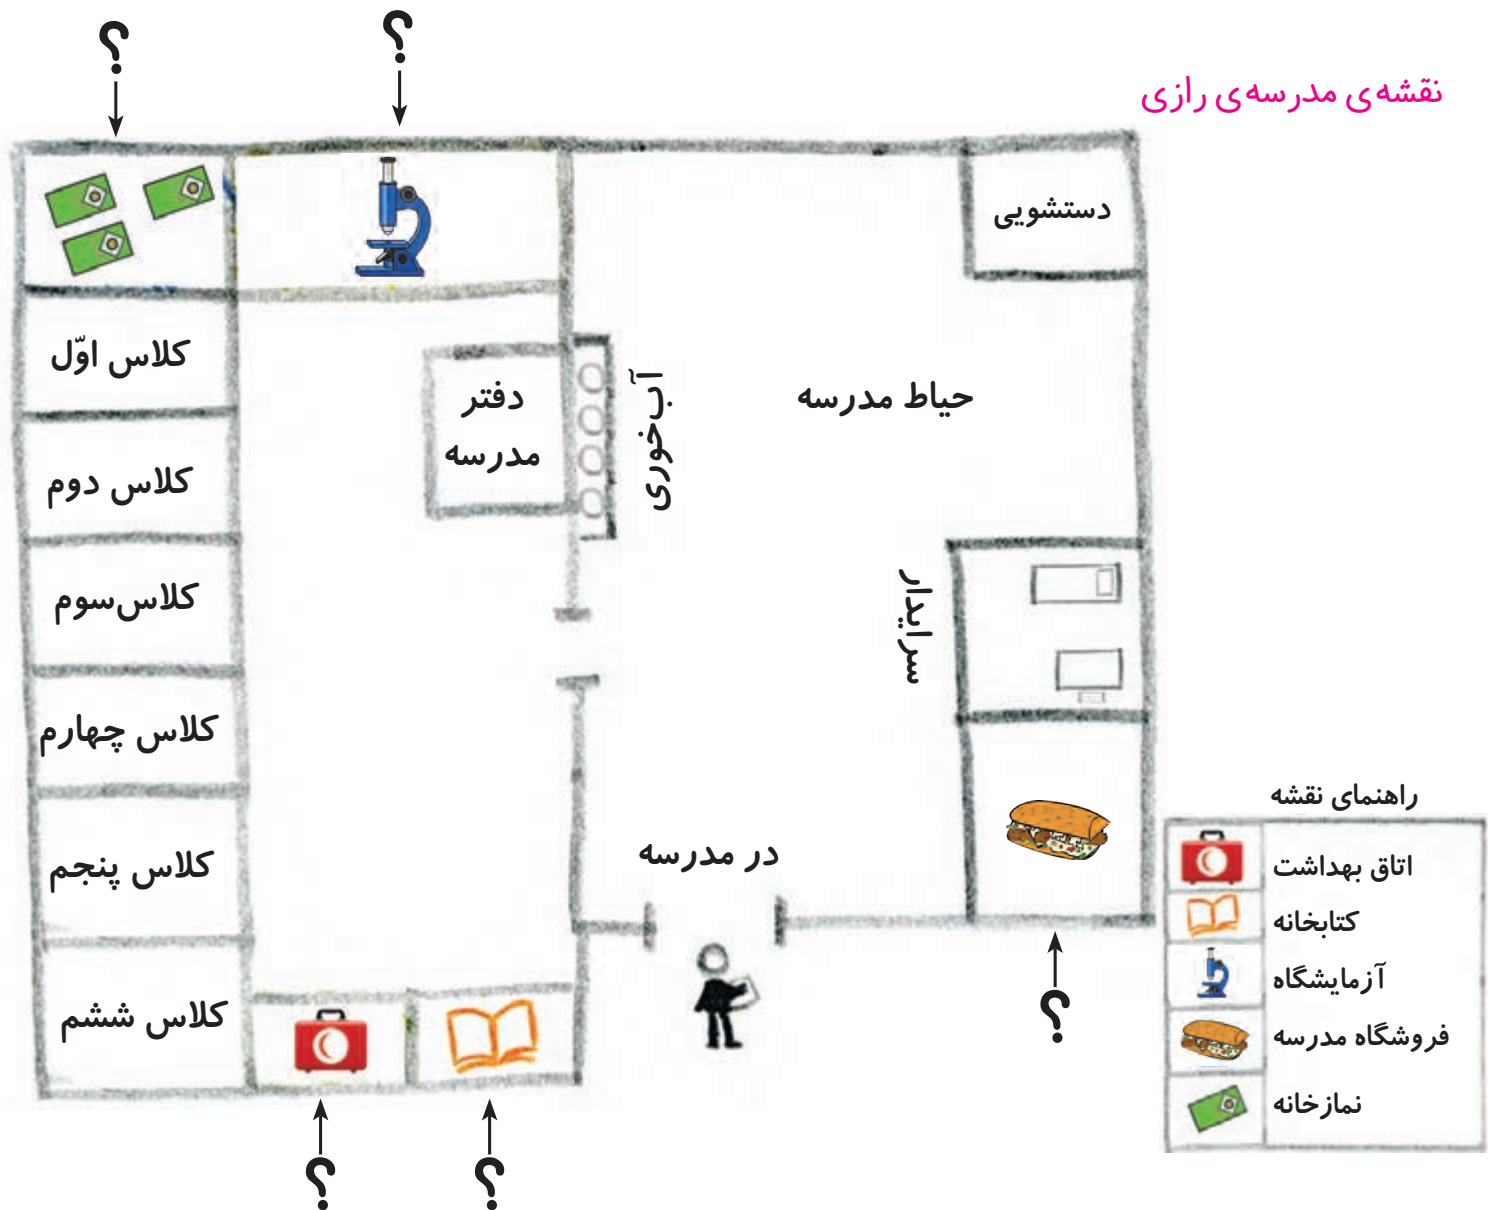 نقشه‌ی مدرسه‌ی رازی
؟
؟
دستشویی
کلاس اوّل
دفتر
مدرسه
آب‌خوری
حیاط مدرسه
کلاس دوم
کلاس‌سوم
سرایدار
کلاس چهارم
کلاس پنجم
در مدرسه
کلاس ششم
؟
؟
؟
راهنمای نقشه
اتاق بهداشت
کتابخانه
آزمایشگاه
فروشگاه مدرسه
نمازخانه